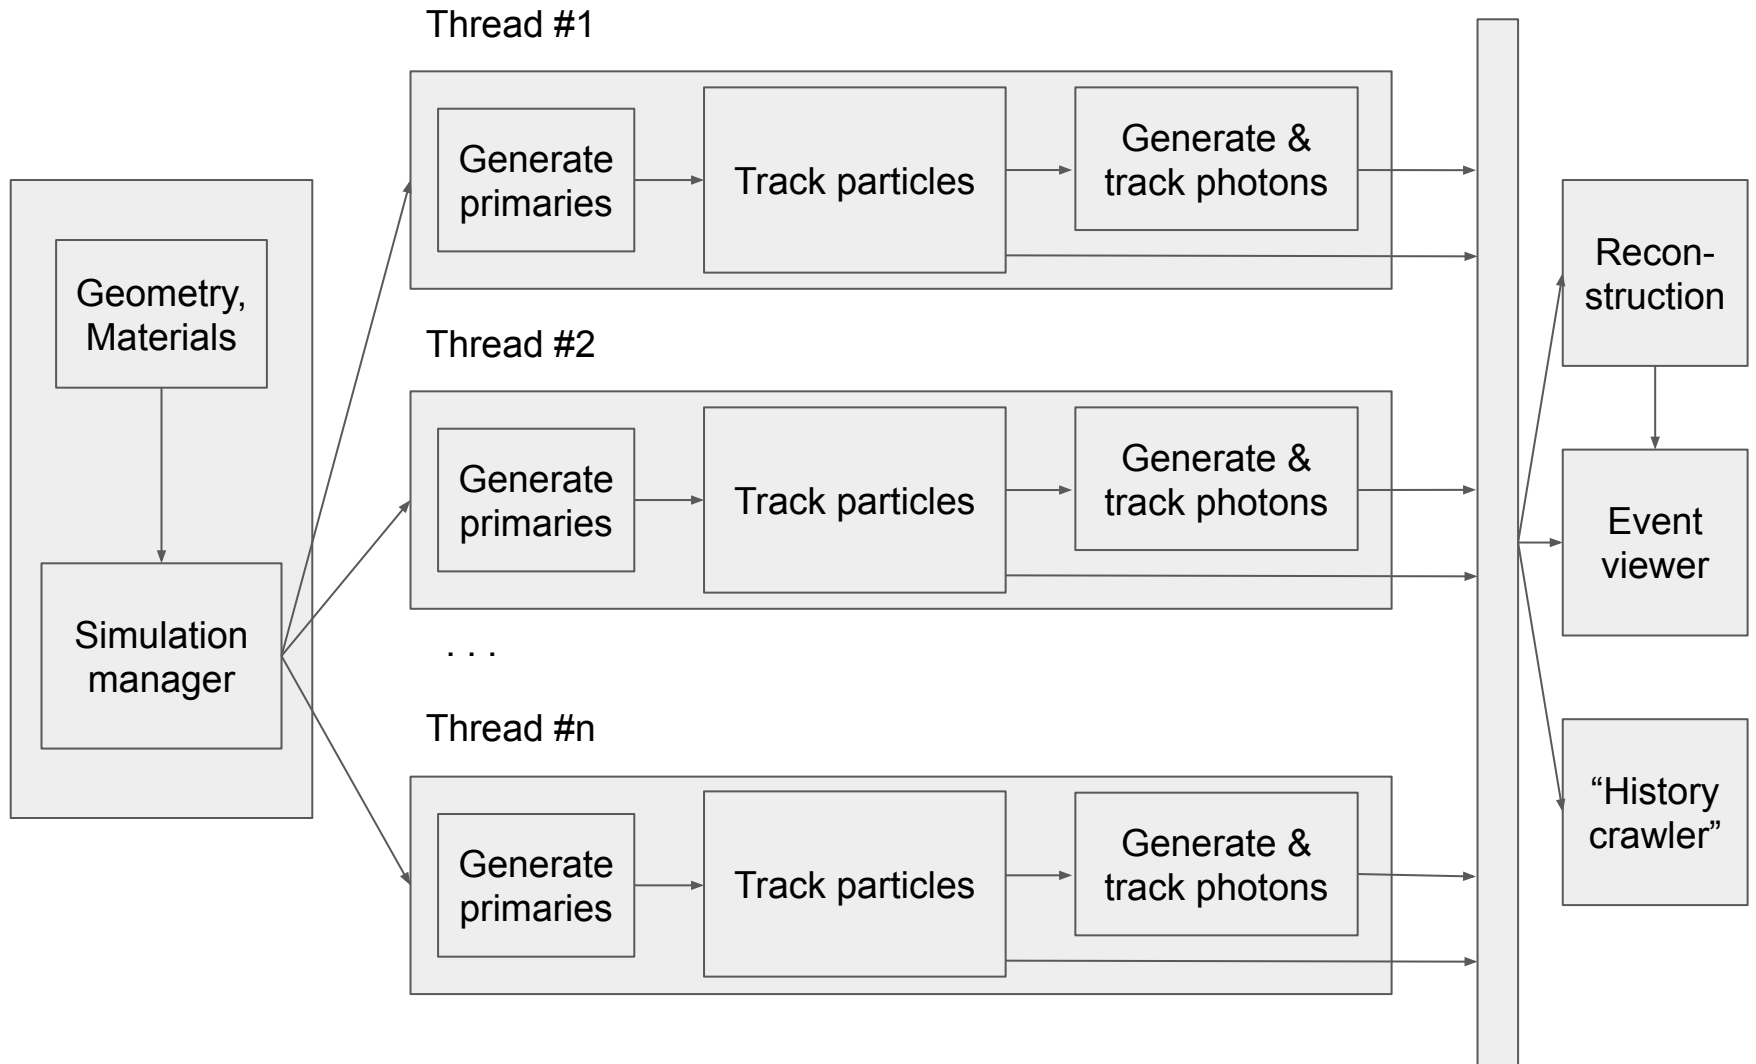 Thread #1
Generate
primaries
Track particles
Generate &
track photons
Geometry,
Materials
Simulation
manager
Thread #2
Generate
primaries
Track particles
Generate &
track photons
. . .
Thread #n
Generate
primaries
Track particles
Generate &
track photons
Recon-
struction
Event
viewer
“History
crawler”